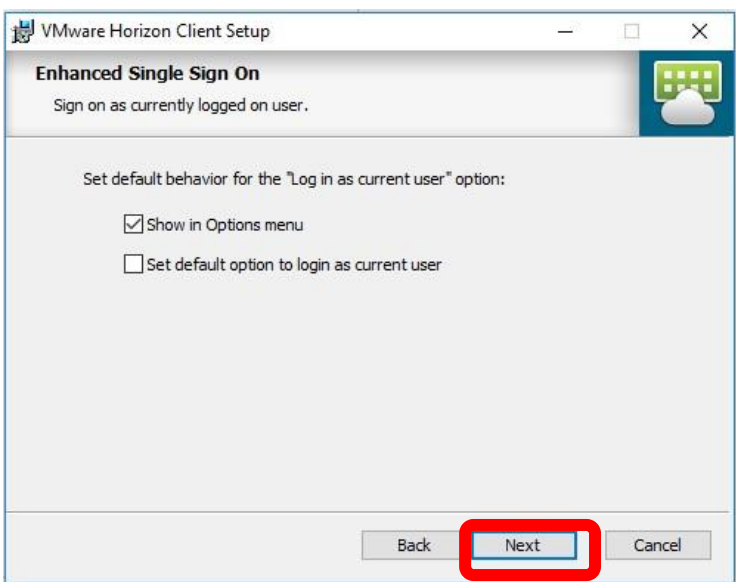 VMware Horizon Client Setup
Enhanced Single Sign On
Sign on as currently logged on user.
Set default behavior for the "Log in as current user" option:
Show in Options menu
Set default option to login as current user
Back Next Cancel